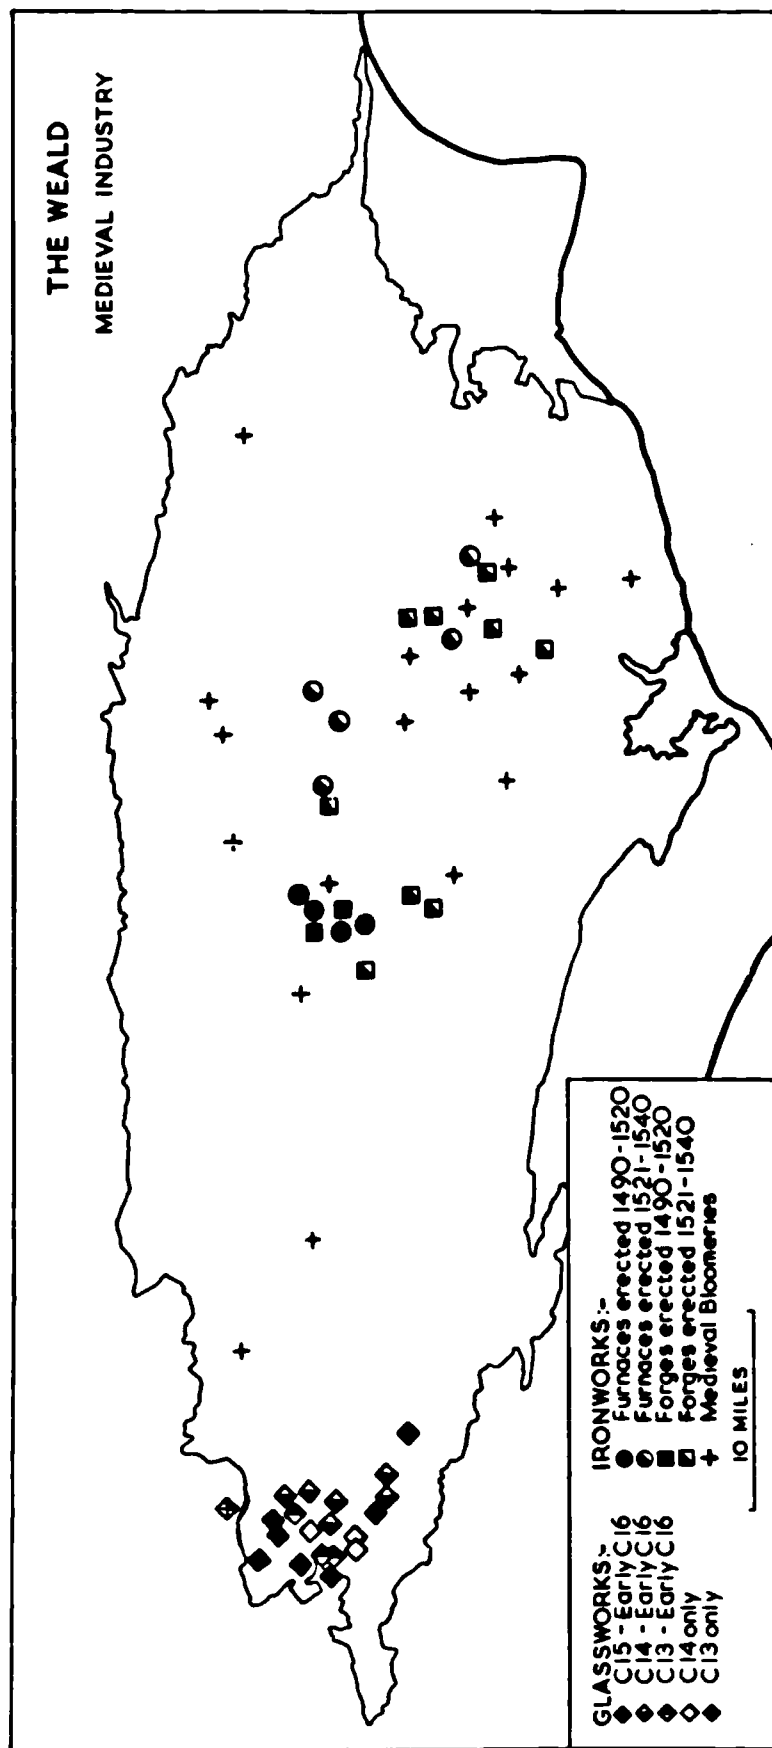 THE WEALD
MEDIEVAL INDUSTRY
GLASSWORKS:-
C15 - Early C16
C14 - Early C16
C13 - Early C16
C14 only
C13 only
IRONWORKS:-
Furnaces erected 1490-1520
Furnaces erected 1521-1540
Forges erected 1490-1520
Forges erected 1521-1540
Medieval Bloomeries
10 MILES